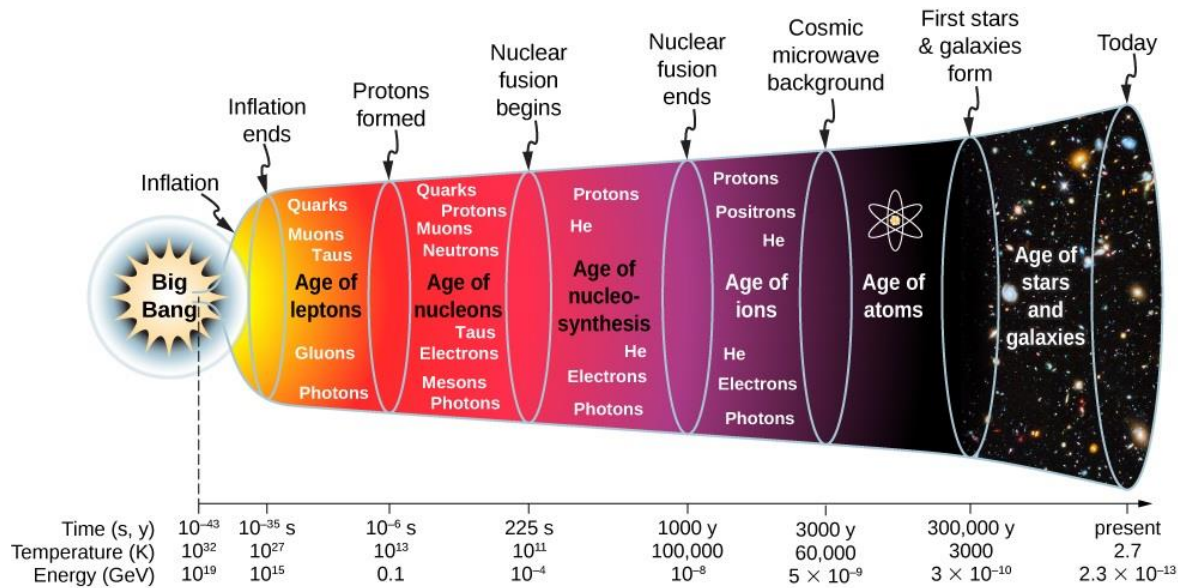 Inflation
Inflation
ends
Protons
formed
Nuclear
fusion
begins
Nuclear
fusion
ends
Cosmic
microwave
background
First stars
& galaxies
form
Today
Big
Bang
Quarks
Muons
Taus
Age of
leptons
Gluons
Photons
Quarks
Protons
Muons
Neutrons
Age of
nucleons
Taus
Electrons
Mesons
Photons
Protons
He
Age of
nucleo-
synthesis
He
Electrons
Photons
Protons
Positrons
He
Age of
ions
He
Electrons
Photons
Age of
atoms
Age of
stars
and
galaxies
Time (s, y) 10⁻⁴³ 10⁻³⁵ s 10⁻⁶ s 225 s 1000 y 3000 y 300,000 y present
Temperature (K) 10³² 10²⁷ 10¹³ 10¹¹ 100,000 60,000 3000 2.7
Energy (GeV) 10¹⁹ 10¹⁵ 0.1 10⁻⁴ 10⁻⁸ 5 × 10⁻⁹ 3 × 10⁻¹⁰ 2.3 × 10⁻¹³